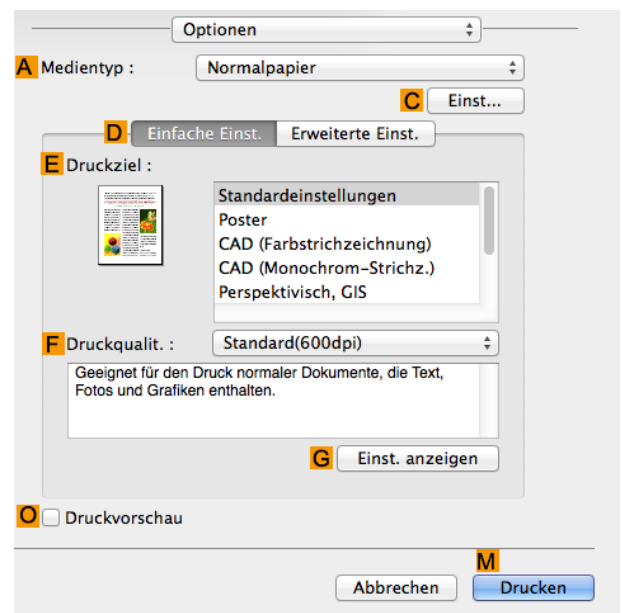 Optionen
A Medientyp : Normalpapier
C Einst...
D Einfache Einst. Erweiterte Einst.
E Druckziel :
Standardeinstellungen
Poster
CAD (Farbstrichzeichnung)
CAD (Monochrom-Strichz.)
Perspektivisch, GIS
F Druckqualit. : Standard(600dpi)
Geeignet für den Druck normaler Dokumente, die Text,
Fotos und Grafiken enthalten.
G Einst. anzeigen
O Druckvorschau
M
Abbrechen Drucken